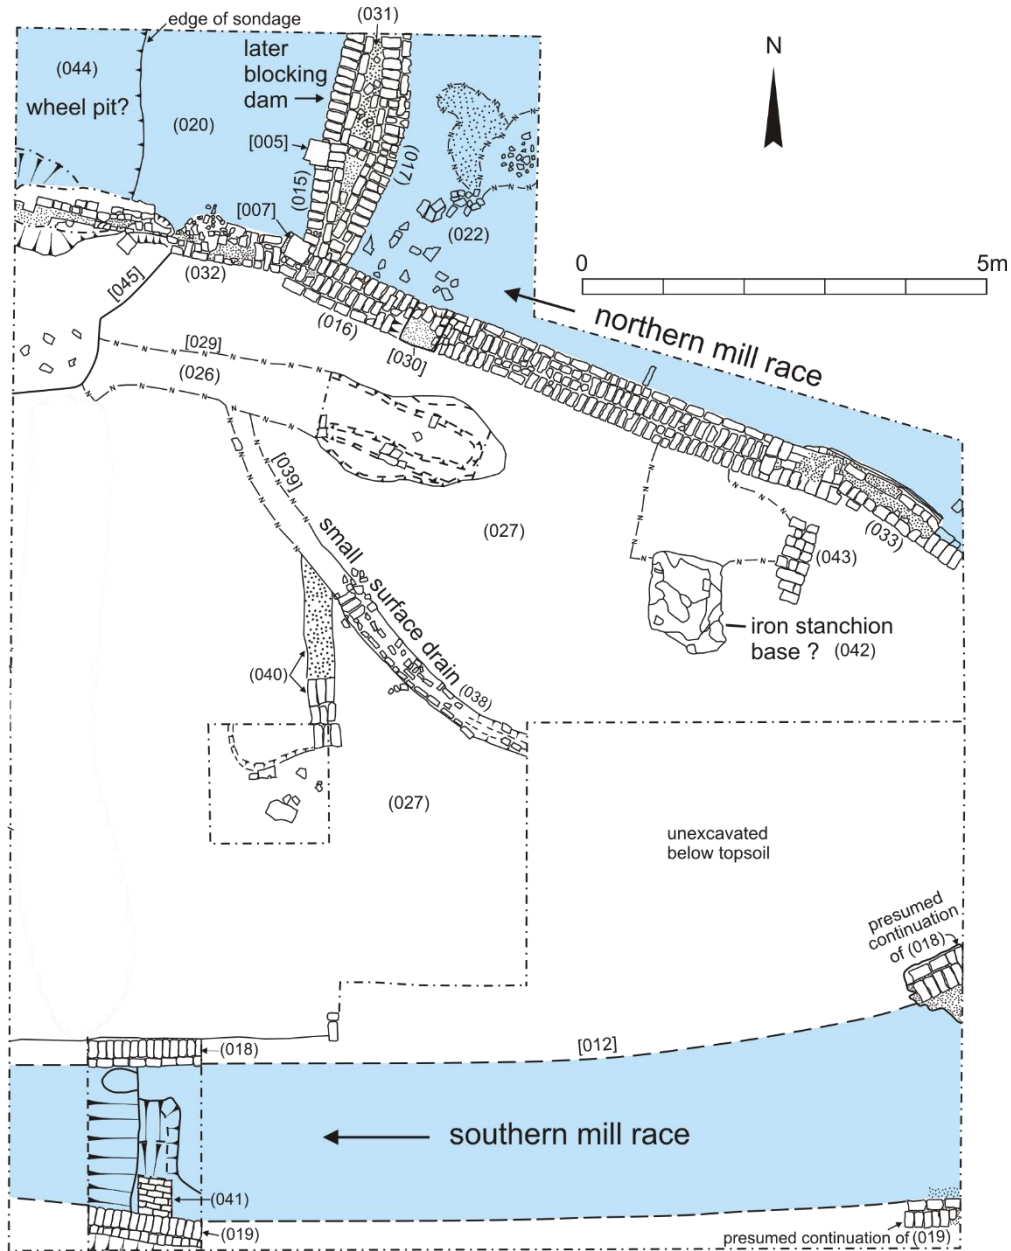 (031)
edge of sondage
N
later
blocking
dam
(044)
wheel pit?
(020)
[005]
(015)
(017)
[007]
(022)
0
5m
(032)
[045]
northern mill race
(016)
[030]
[029]
(026)
[039]
(027)
(033)
(043)
small surface drain
iron stanchion
base ? (042)
(040)
(038)
(027)
unexcavated
below topsoil
presumed
continuation
of (018)
(018)
[012]
southern mill race
(041)
(019)
presumed continuation of (019)